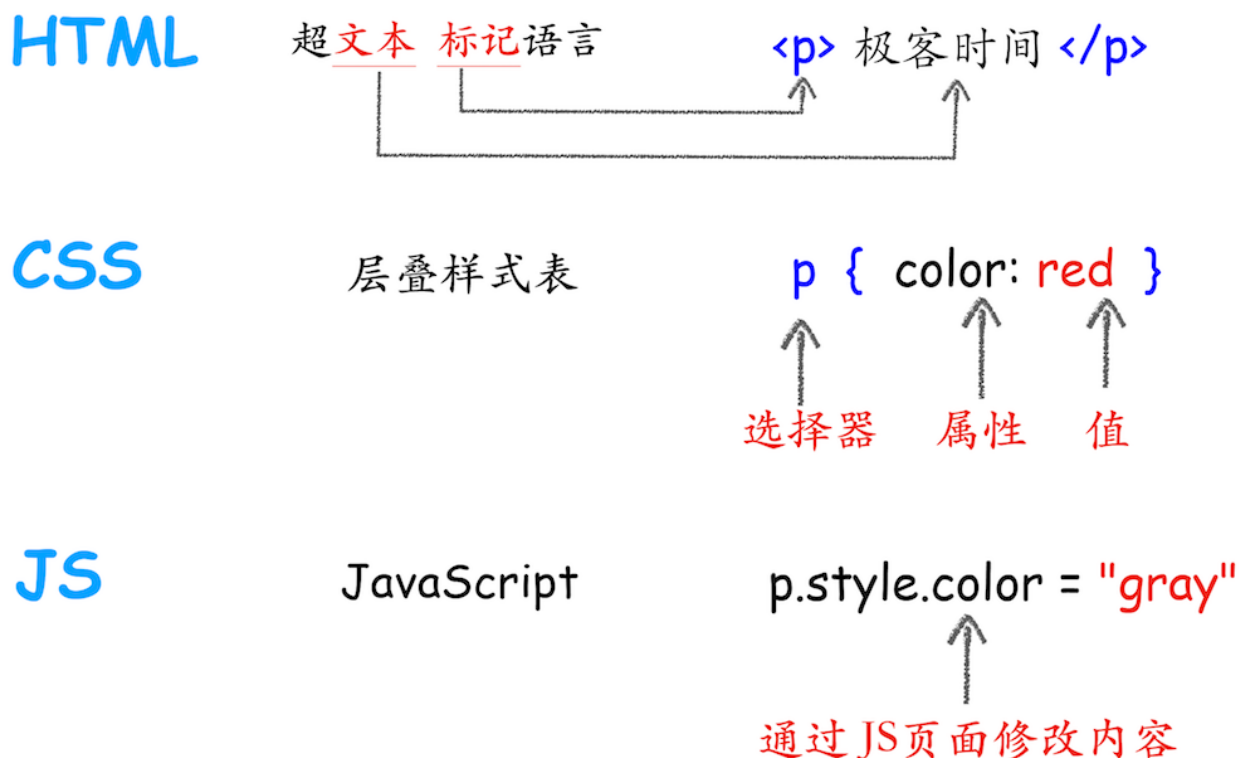 HTML 超文本 标记语言 <p> 极客时间 </p>
CSS 层叠样式表 p { color: red }
选择器 属性 值
JS JavaScript p.style.color = "gray"
通过JS页面修改内容